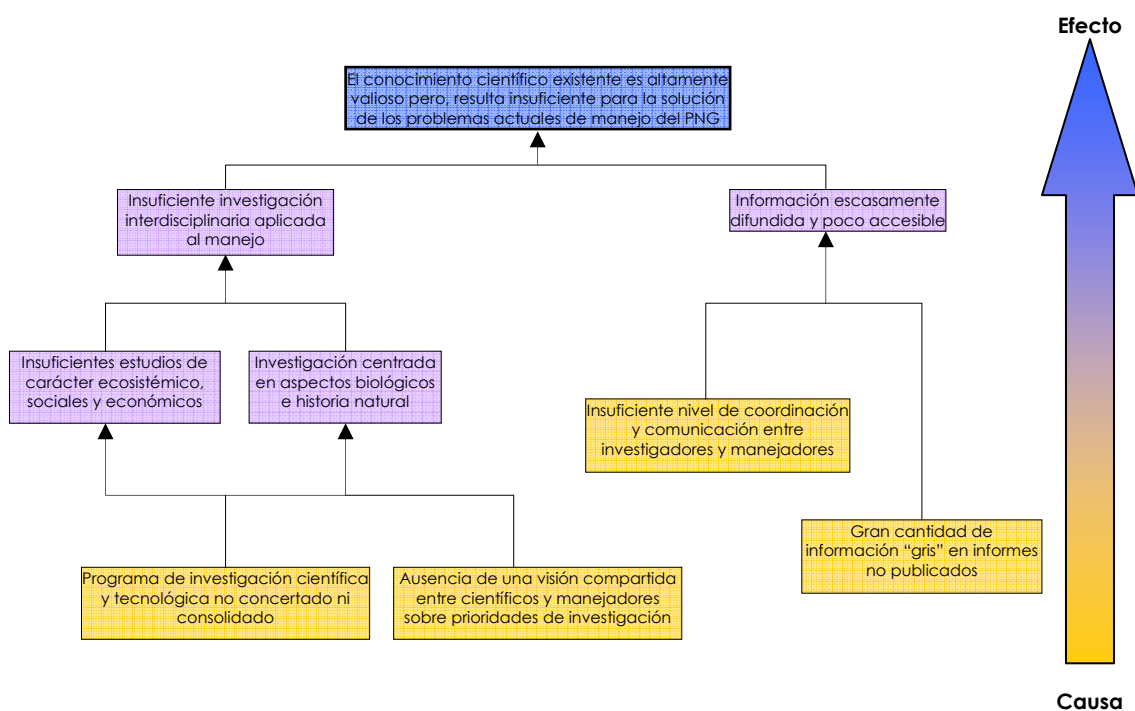 Efecto
El conocimiento científico existente es altamente
valioso pero, resulta insuficiente para la solución
de los problemas actuales de manejo del PNG
Insuficiente investigación
interdisciplinaria aplicada
al manejo
Información escasamente
difundida y poco accesible
Insuficientes estudios de
carácter ecosistémico,
sociales y económicos
Investigación centrada
en aspectos biológicos
e historia natural
Insuficiente nivel de coordinación
y comunicación entre
investigadores y manejadores
Gran cantidad de
información “gris” en informes
no publicados
Programa de investigación científica
y tecnológica no concertado ni
consolidado
Ausencia de una visión compartida
entre científicos y manejadores
sobre prioridades de investigación
Causa